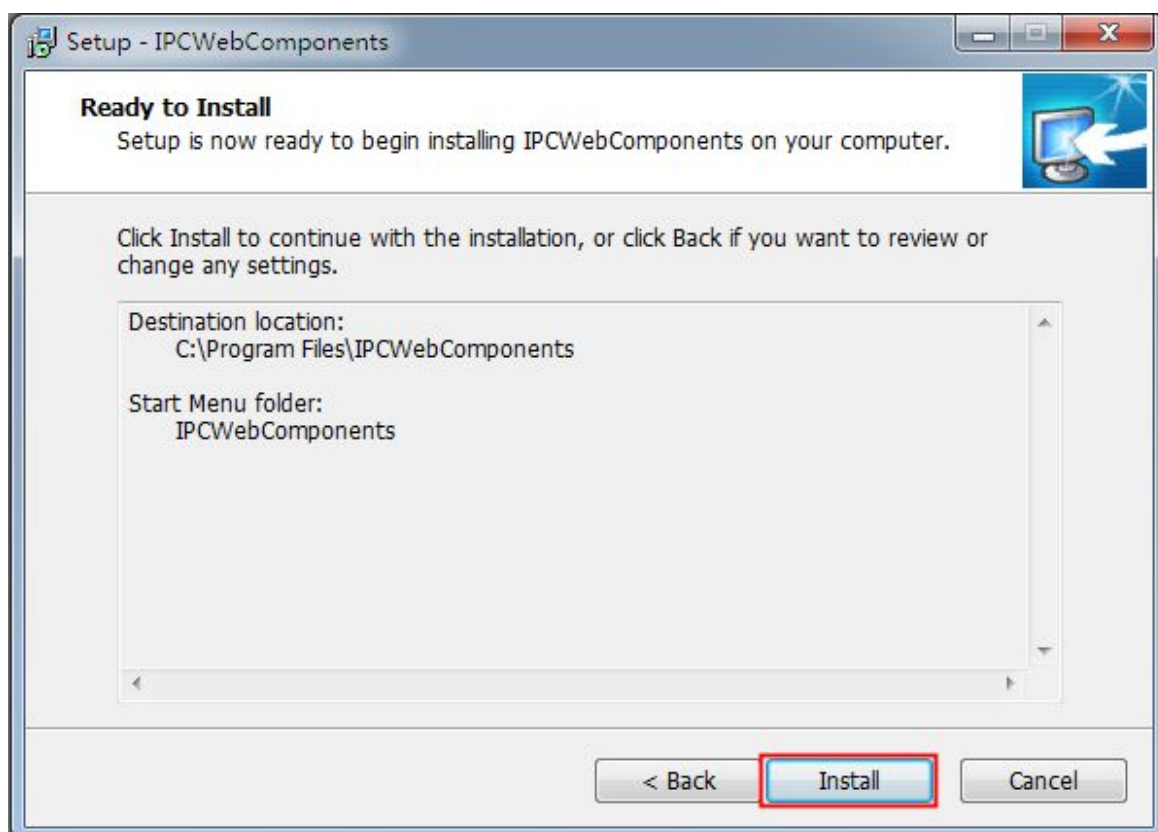 Setup - IPCWebComponents
Ready to Install
Setup is now ready to begin installing IPCWebComponents on your computer.
Click Install to continue with the installation, or click Back if you want to review or
change any settings.
Destination location:
C:\Program Files\IPCWebComponents
Start Menu folder:
IPCWebComponents
< Back Install Cancel